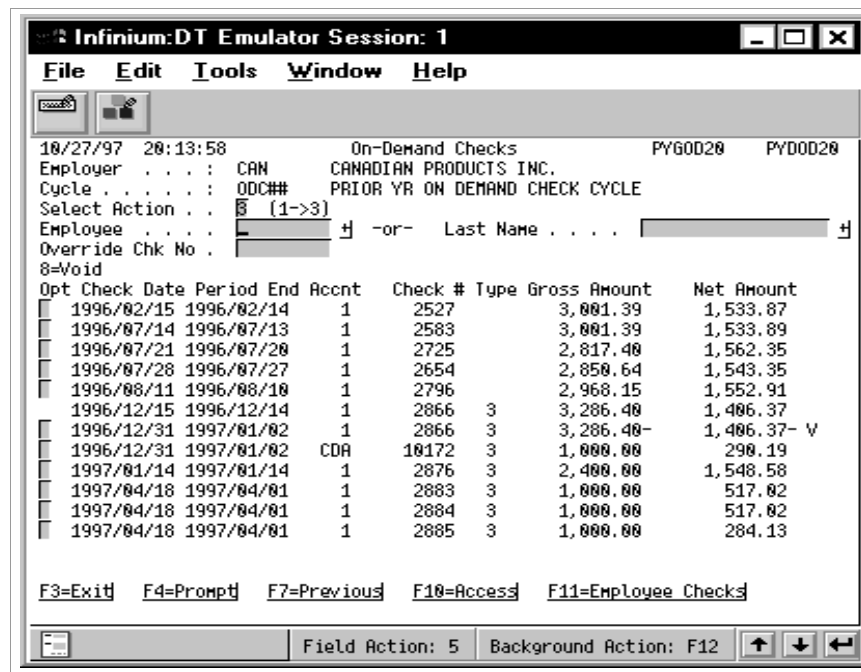 Infinium:DT Emulator Session: 1
File Edit Tools Window Help
10/27/97 20:13:58 On-Demand Checks PYGOD20 PYDOD20
Employer . . . : CAN CANADIAN PRODUCTS INC.
Cycle . . . . . : ODC## PRIOR YR ON DEMAND CHECK CYCLE
Select Action . . 3 (1->3)
Employee . . . . + -or- Last Name . . . . +
Override Chk No .
8=Void
Opt Check Date Period End Accnt Check # Type Gross Amount Net Amount
1996/02/15 1996/02/14 1 2527 3,001.39 1,533.87
1996/07/14 1996/07/13 1 2583 3,001.39 1,533.89
1996/07/21 1996/07/20 1 2725 2,817.40 1,562.35
1996/07/28 1996/07/27 1 2654 2,850.64 1,543.35
1996/08/11 1996/08/10 1 2796 2,968.15 1,552.91
1996/12/15 1996/12/14 1 2866 3 3,286.40 1,406.37
1996/12/31 1997/01/02 1 2866 3 3,286.40- 1,406.37- V
1996/12/31 1997/01/02 CDA 10172 3 1,000.00 290.19
1997/01/14 1997/01/14 1 2876 3 2,400.00 1,548.58
1997/04/18 1997/04/01 1 2883 3 1,000.00 517.02
1997/04/18 1997/04/01 1 2884 3 1,000.00 517.02
1997/04/18 1997/04/01 1 2885 3 1,000.00 284.13
F3=Exit F4=Prompt F7=Previous F10=Access F11=Employee Checks
Field Action: 5 Background Action: F12